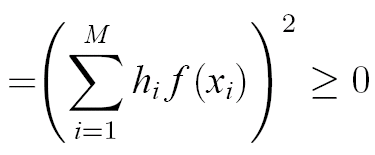 $=\left(\sum_{i=1}^{M} h_i f(x_i)\right)^2 \geq 0$